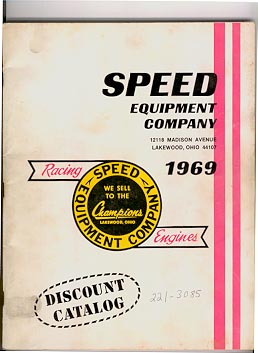 SPEED
EQUIPMENT
COMPANY
12118 MADISON AVENUE
LAKEWOOD, OHIO 44107
1969
Racing
SPEED
WE SELL
TO THE
Champions
LAKEWOOD, OHIO
EQUIPMENT COMPANY
Engines
DISCOUNT
CATALOG
221-3085